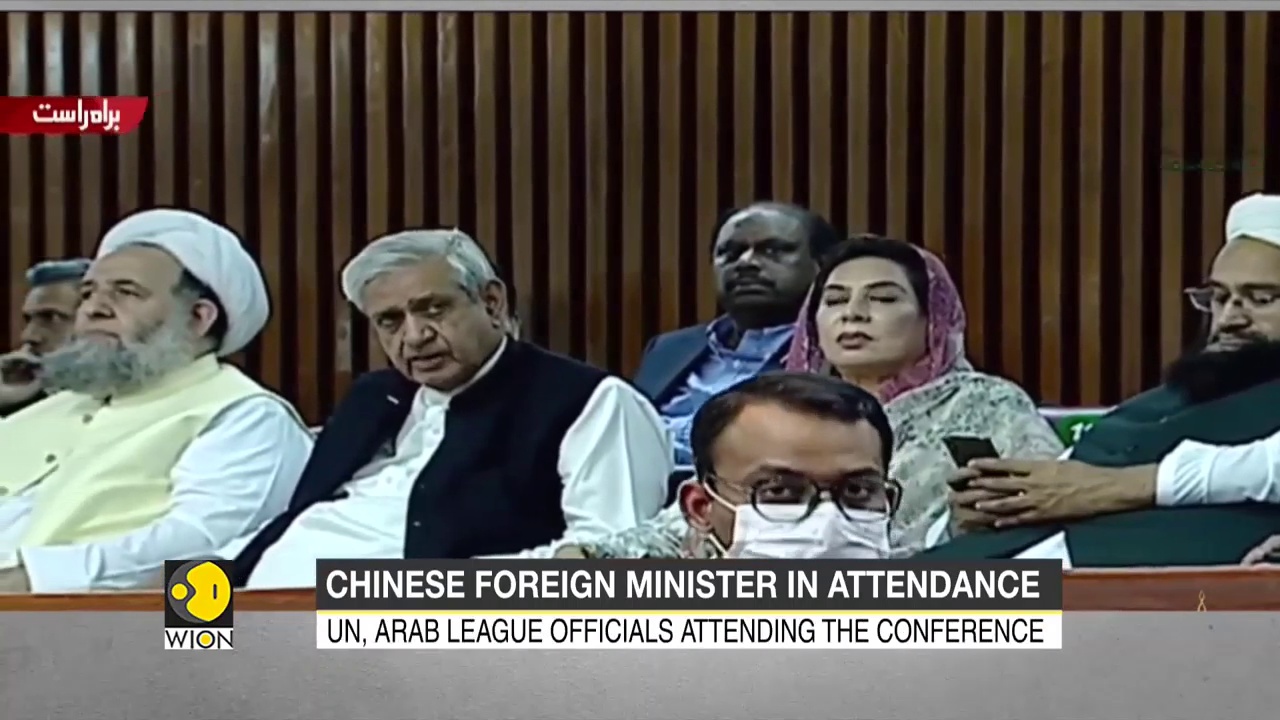 براہ راست
CHINESE FOREIGN MINISTER IN ATTENDANCE
UN, ARAB LEAGUE OFFICIALS ATTENDING THE CONFERENCE
WION